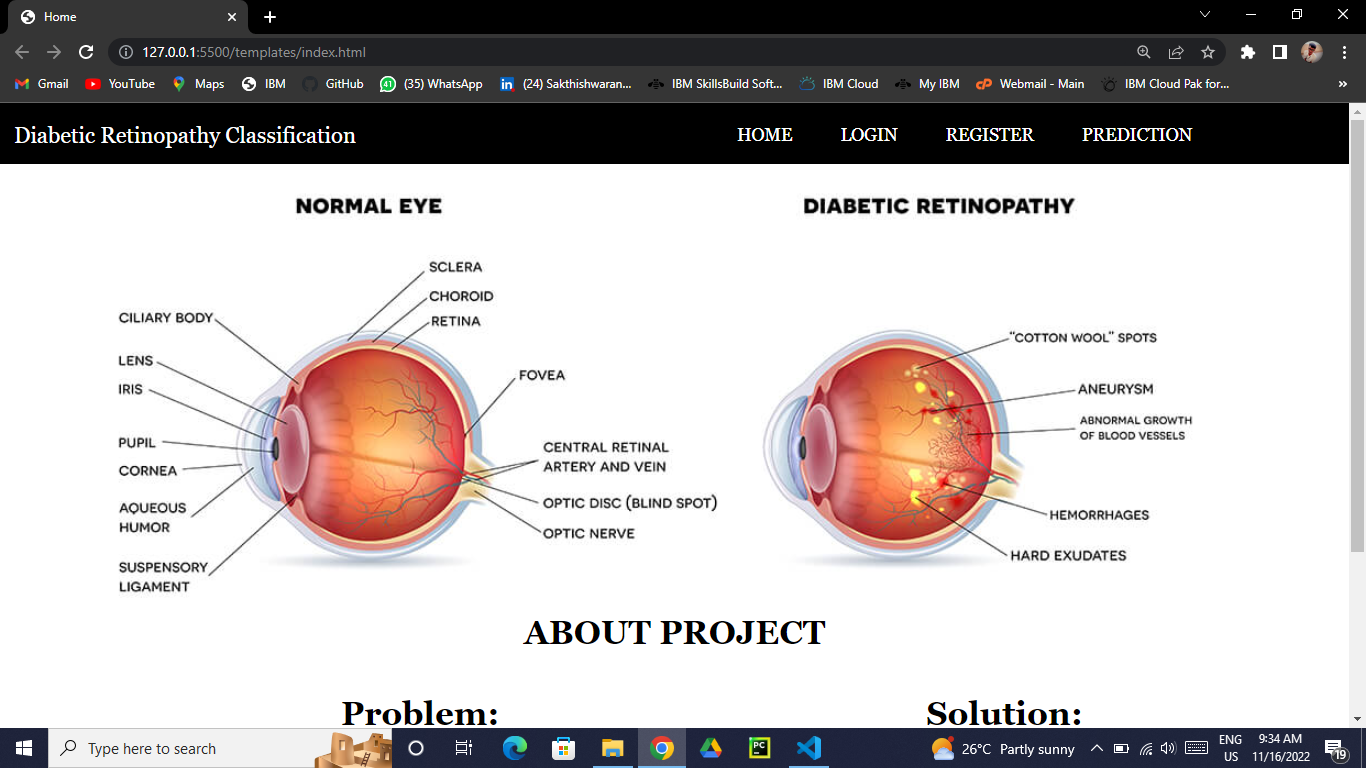 Home
127.0.0.1:5500/templates/index.html
Gmail YouTube Maps IBM GitHub (35) WhatsApp (24) Sakthishwaran... IBM SkillsBuild Soft... IBM Cloud My IBM Webmail - Main IBM Cloud Pak for... »
Diabetic Retinopathy Classification HOME LOGIN REGISTER PREDICTION
NORMAL EYE
SCLERA
CHOROID
RETINA
CILIARY BODY
LENS
IRIS
FOVEA
PUPIL
CORNEA
CENTRAL RETINAL
ARTERY AND VEIN
AQUEOUS
HUMOR
OPTIC DISC (BLIND SPOT)
OPTIC NERVE
SUSPENSORY
LIGAMENT
DIABETIC RETINOPATHY
“COTTON WOOL” SPOTS
ANEURYSM
ABNORMAL GROWTH
OF BLOOD VESSELS
HEMORRHAGES
HARD EXUDATES
ABOUT PROJECT
Problem: Solution:
Type here to search
PC
26°C Partly sunny
ENG
US
9:34 AM
11/16/2022
19